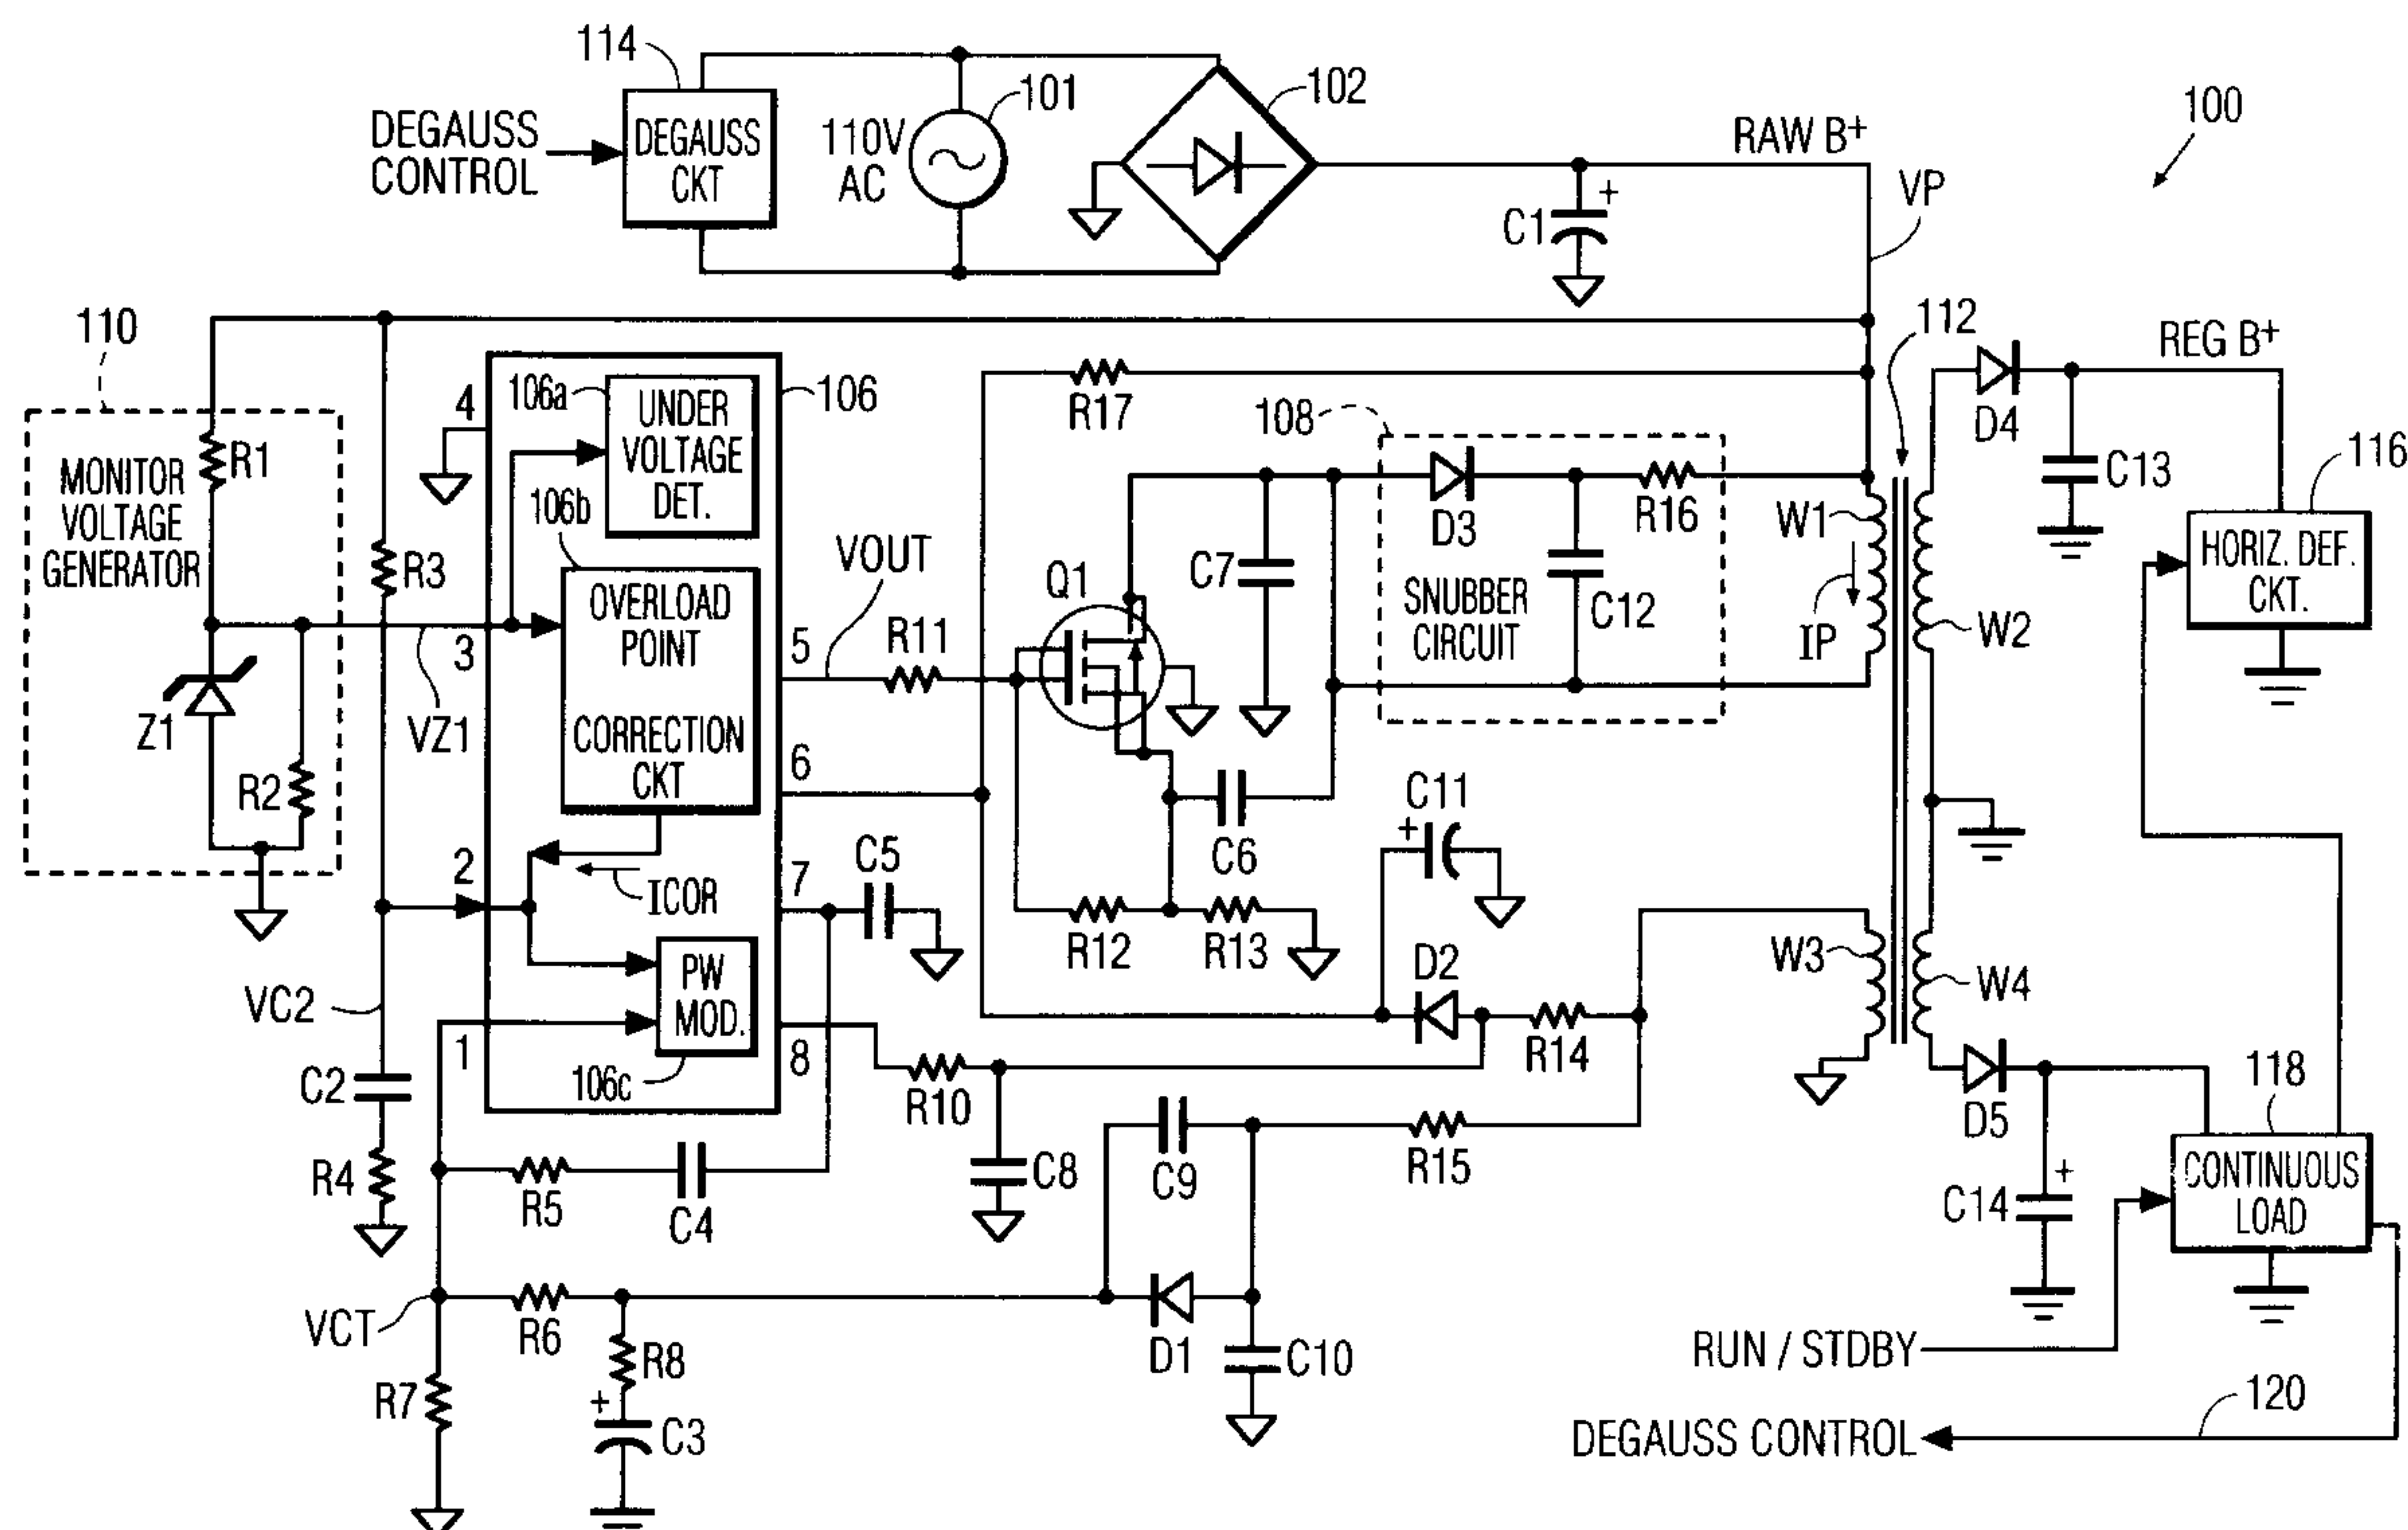 114
DEGAUSS
CONTROL
DEGAUSS
CKT
110V
AC
101
102
RAW B+
C1
+
VP
100
110
MONITOR
VOLTAGE
GENERATOR
R1
R3
Z1
R2
VZ1
4
3
2
1
106a
UNDER
VOLTAGE
DET.
106
106b
OVERLOAD
POINT
CORRECTION
CKT
ICOR
PW
MOD.
106c
5
6
7
8
VOUT
R11
Q1
R17
108
C7
D3
R16
SNUBBER
CIRCUIT
C12
W1
IP
112
D4
REG B+
C13
116
HORIZ. DEF.
CKT.
W2
C6
C11
+
C5
R12
R13
D2
R14
W3
W4
VC2
C2
R4
R5
C4
R10
C8
C9
R15
D5
C14
+
118
CONTINUOUS
LOAD
VCT
R6
R7
R8
+
C3
D1
C10
RUN / STDBY
120
DEGAUSS CONTROL